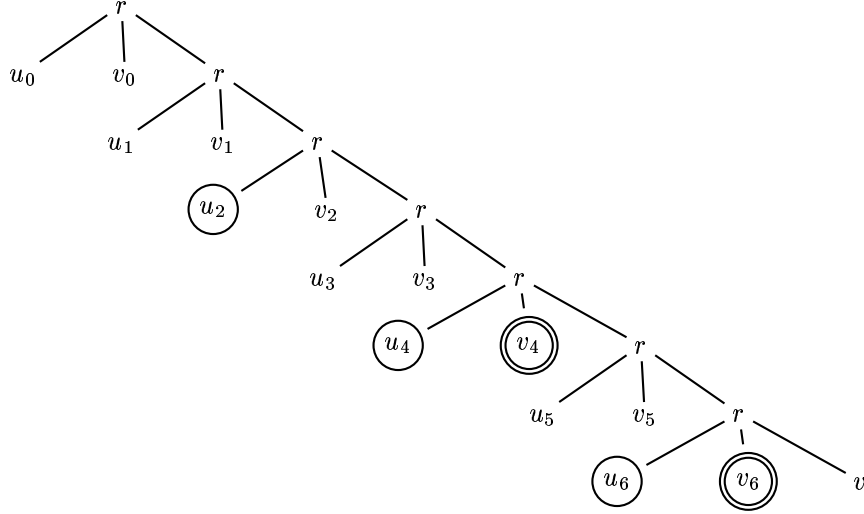 r
u₀ v₀ r
u₁ v₁ r
u₂ v₂ r
u₃ v₃ r
u₄ v₄ r
u₅ v₅ r
u₆ v₆ v